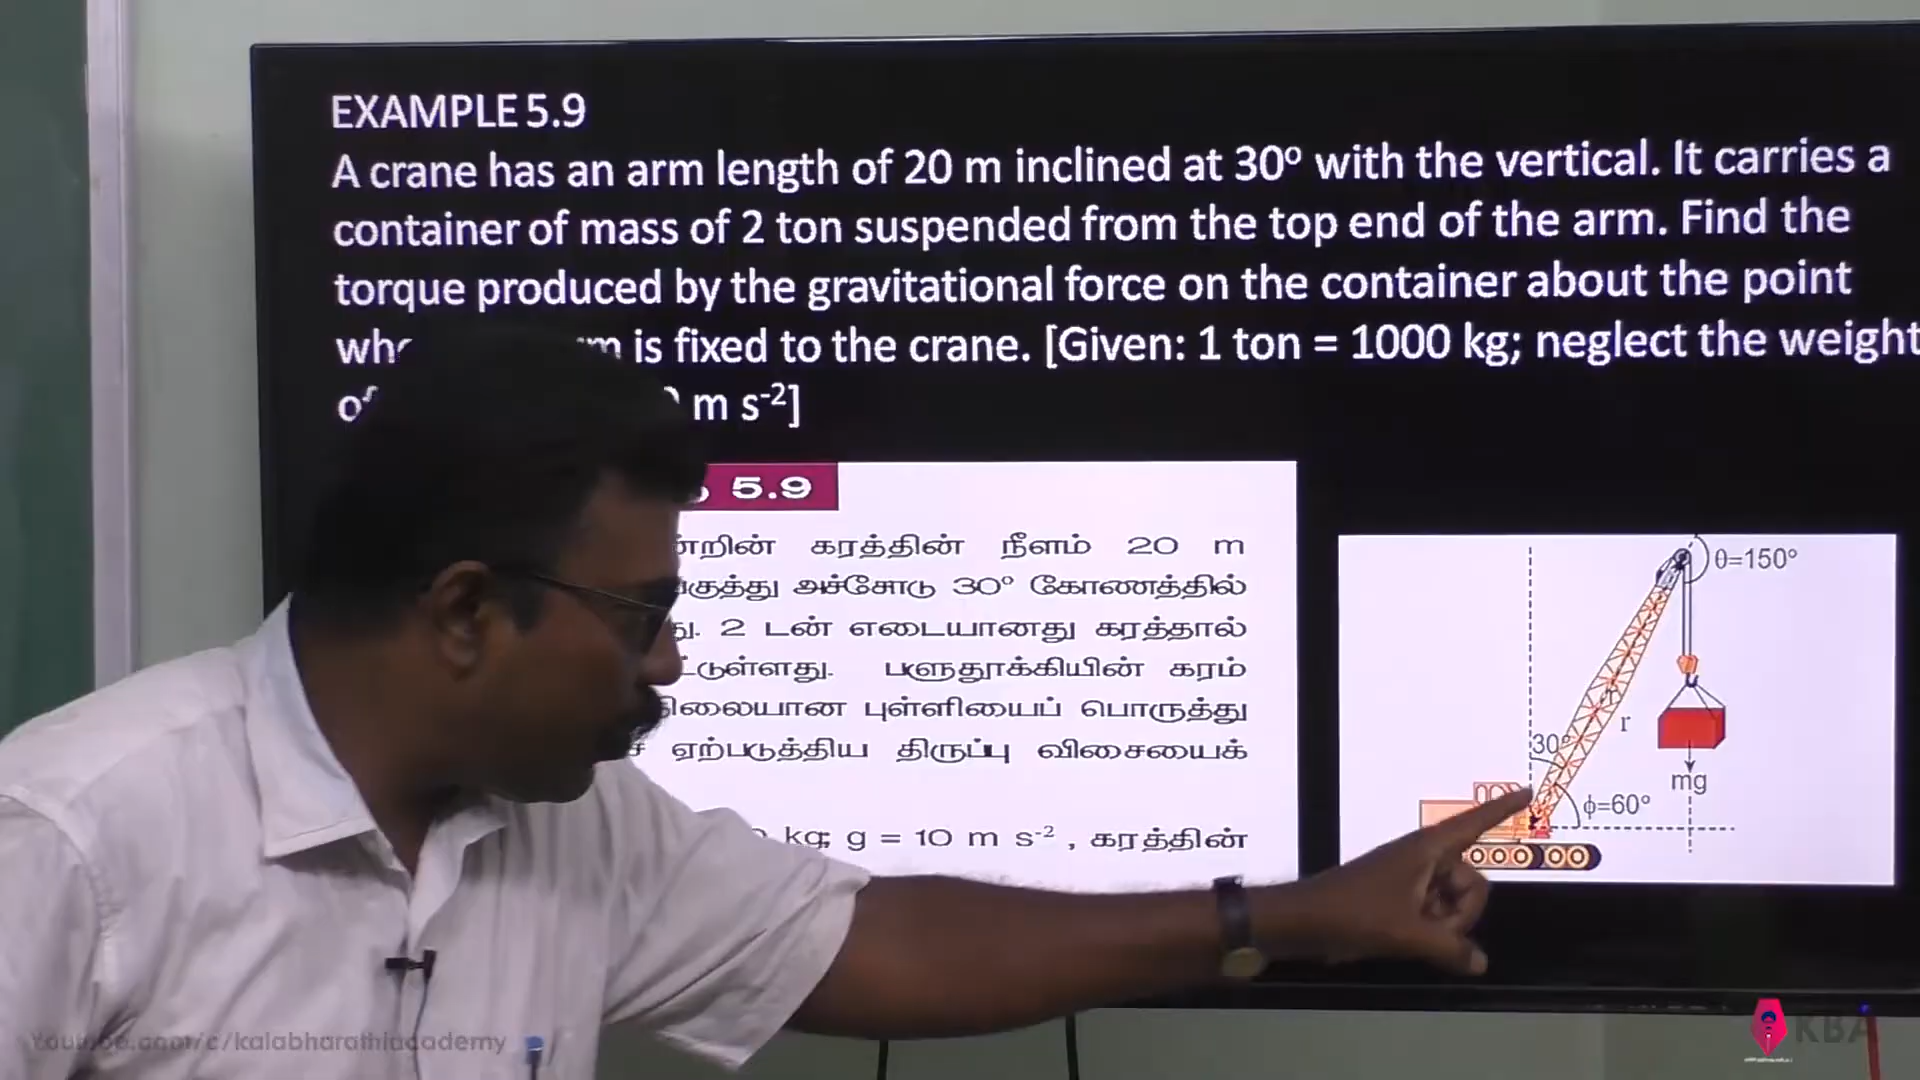 EXAMPLE 5.9
A crane has an arm length of 20 m inclined at 30° with the vertical. It carries a
container of mass of 2 ton suspended from the top end of the arm. Find the
torque produced by the gravitational force on the container about the point
is fixed to the crane. [Given: 1 ton = 1000 kg; neglect the weight
m s⁻²]
5.9
கரத்தின் நீளம் 20 m
அச்சோடு 30° கோணத்தில்
2 டன் எடையானது கரத்தால்
பளுதூக்கியின் கரம்
புள்ளியைப் பொருத்து
ஏற்படுத்திய திருப்பு விசையைக்
kg; g = 10 m s⁻², கரத்தின்
θ=150°
r
30°
mg
ϕ=60°
Youtube.com/c/kalabharathiacademy
KBA